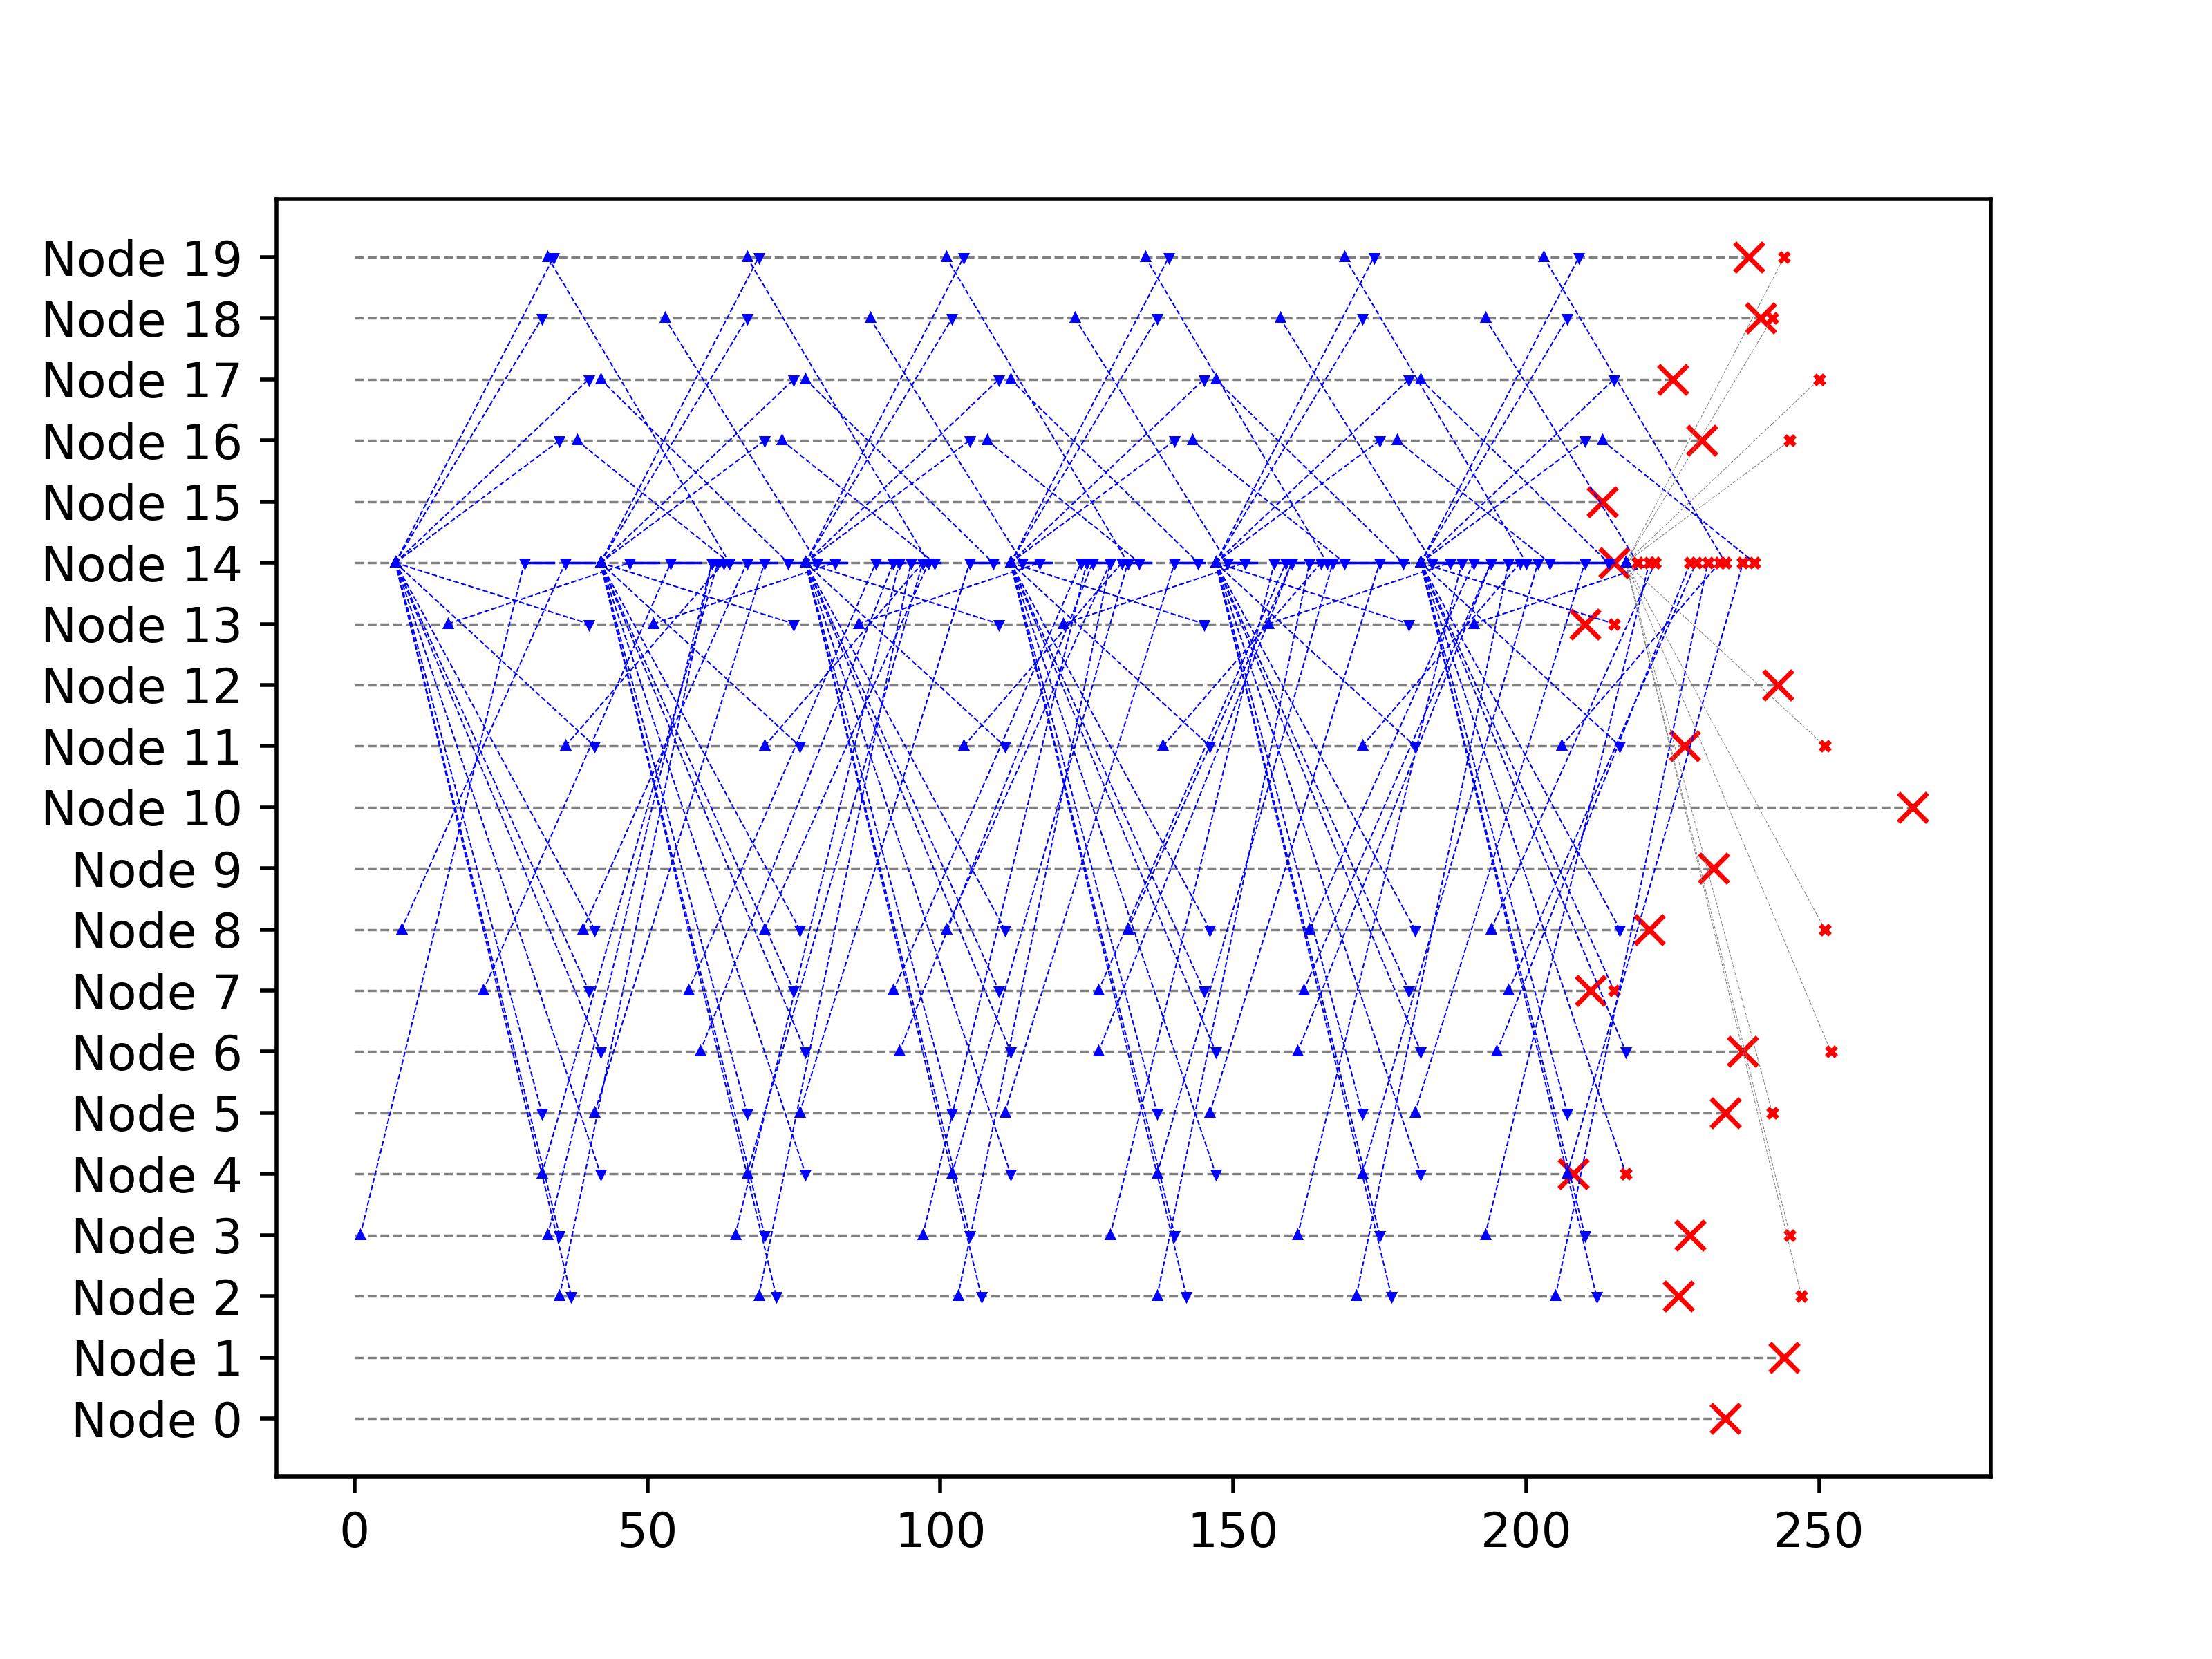 Node 19
Node 18
Node 17
Node 16
Node 15
Node 14
Node 13
Node 12
Node 11
Node 10
Node 9
Node 8
Node 7
Node 6
Node 5
Node 4
Node 3
Node 2
Node 1
Node 0
0 50 100 150 200 250